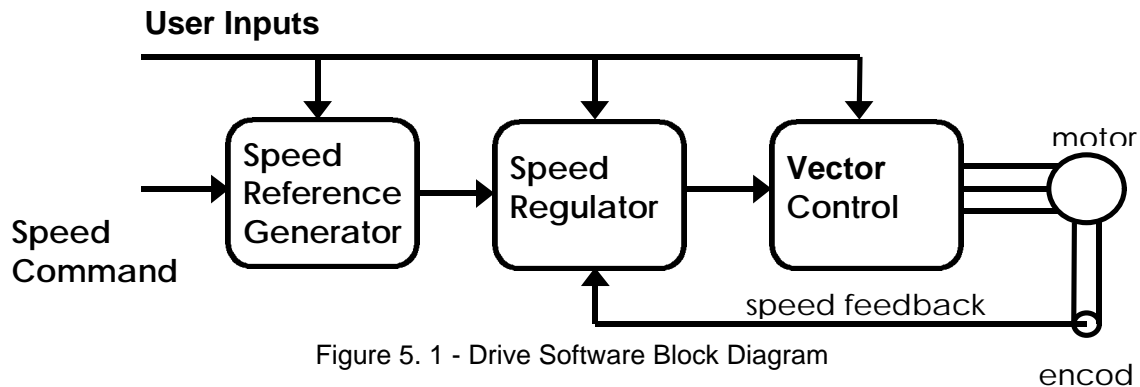 User Inputs
motor
Speed
Reference
Generator
Speed
Regulator
Vector
Control
Speed
Command
speed feedback
Figure 5. 1 - Drive Software Block Diagram
encod